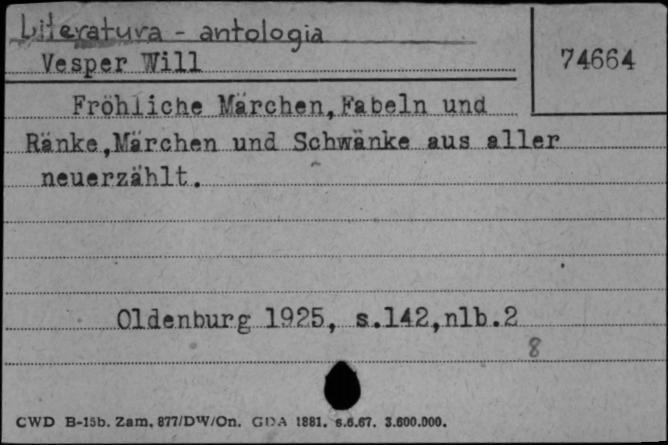 Literatura - antologia
Vesper Will
74664
Fröhliche Märchen,Fabeln und
Ränke,Märchen und Schwänke aus aller
neuerzählt.
Oldenburg 1925, s.142,nlb.2
8
CWD B-15b. Zam. 877/DW/On. GDA 1881. s.6.67. 3.600.000.